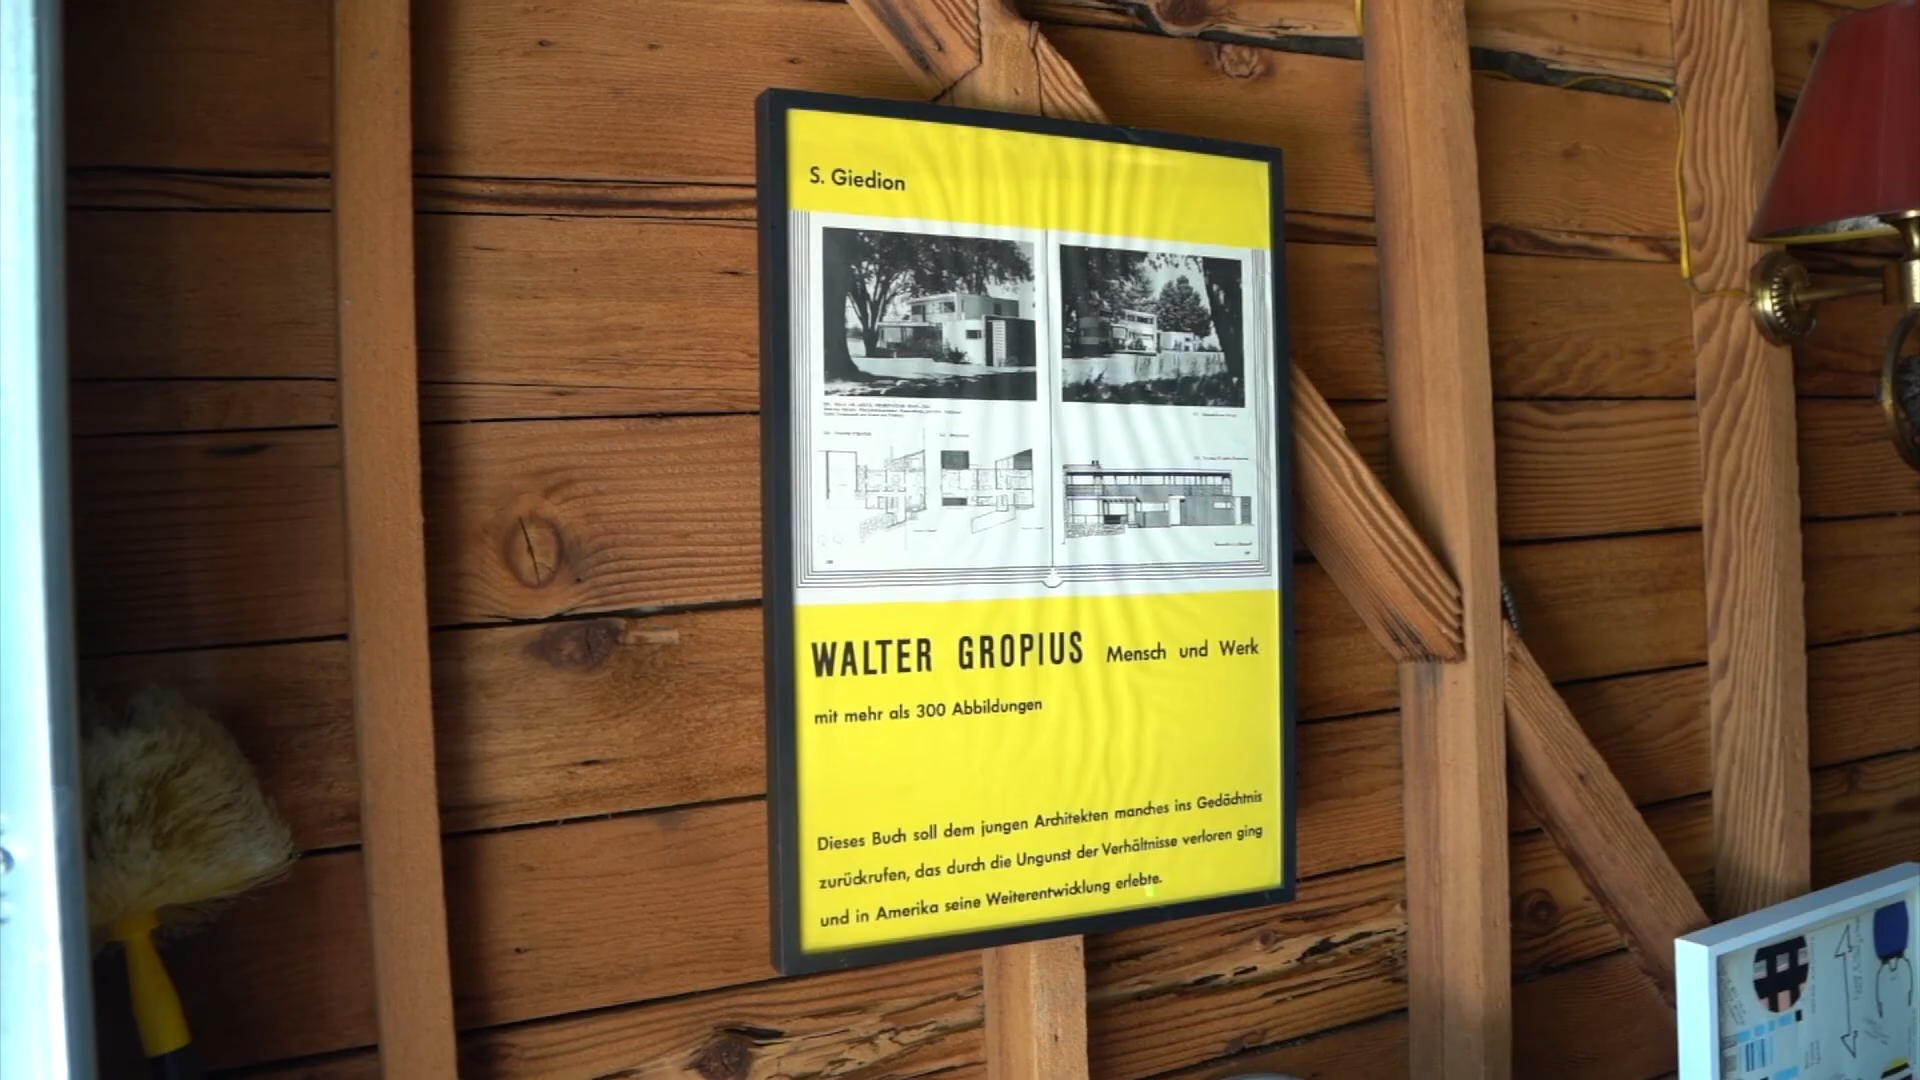 S. Giedion
WALTER GROPIUS Mensch und Werk
mit mehr als 300 Abbildungen
Dieses Buch soll dem jungen Architekten manches ins Gedächtnis
zurückrufen, das durch die Ungunst der Verhältnisse verloren ging
und in Amerika seine Weiterentwicklung erlebte.